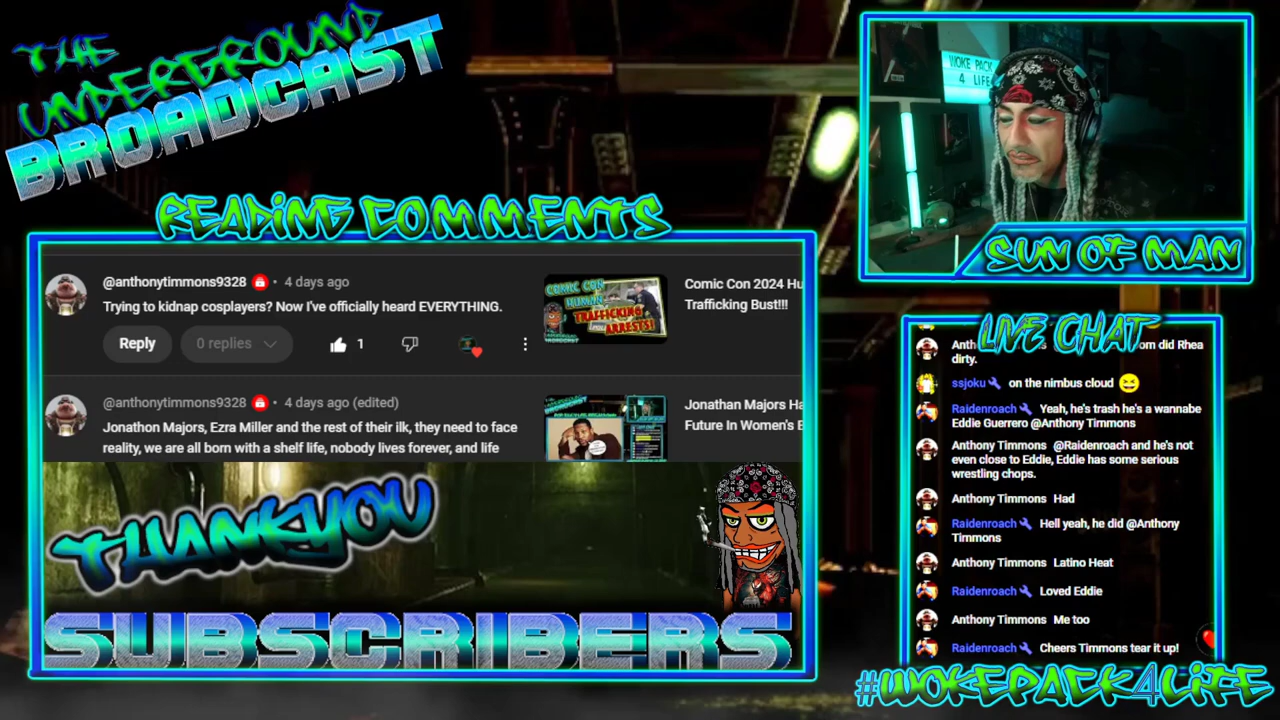 THE
UNDERGROUND
BROADCAST
READING COMMENTS
@anthonytimmons9328 • 4 days ago
Trying to kidnap cosplayers? Now I've officially heard EVERYTHING.
Reply 0 replies 1
COMIC CON
HUMAN
TRAFFICKING
ARRESTS!
Comic Con 2024 Hu
Trafficking Bust!!!
@anthonytimmons9328 • 4 days ago (edited)
Jonathon Majors, Ezra Miller and the rest of their ilk, they need to face
reality, we are all brn with a shelf life, nobody lives forever, and life
Jonathan Majors Ha
Future In Women's E
THANKYOU
SUBSCRIBERS
WOKE PACK
4 LIFE
SUN OF MAN
LIVE CHAT
Anth om did Rhea
dirty.
ssjoku on the nimbus cloud 😆
Raidenroach Yeah, he's trash he's a wannabe
Eddie Guerrero @Anthony Timmons
Anthony Timmons @Raidenroach and he's not
even close to Eddie, Eddie has some serious
wrestling chops.
Anthony Timmons Had
Raidenroach Hell yeah, he did @Anthony
Timmons
Anthony Timmons Latino Heat
Raidenroach Loved Eddie
Anthony Timmons Me too
Raidenroach Cheers Timmons tear it up!
#WOKEPACK4LIFE